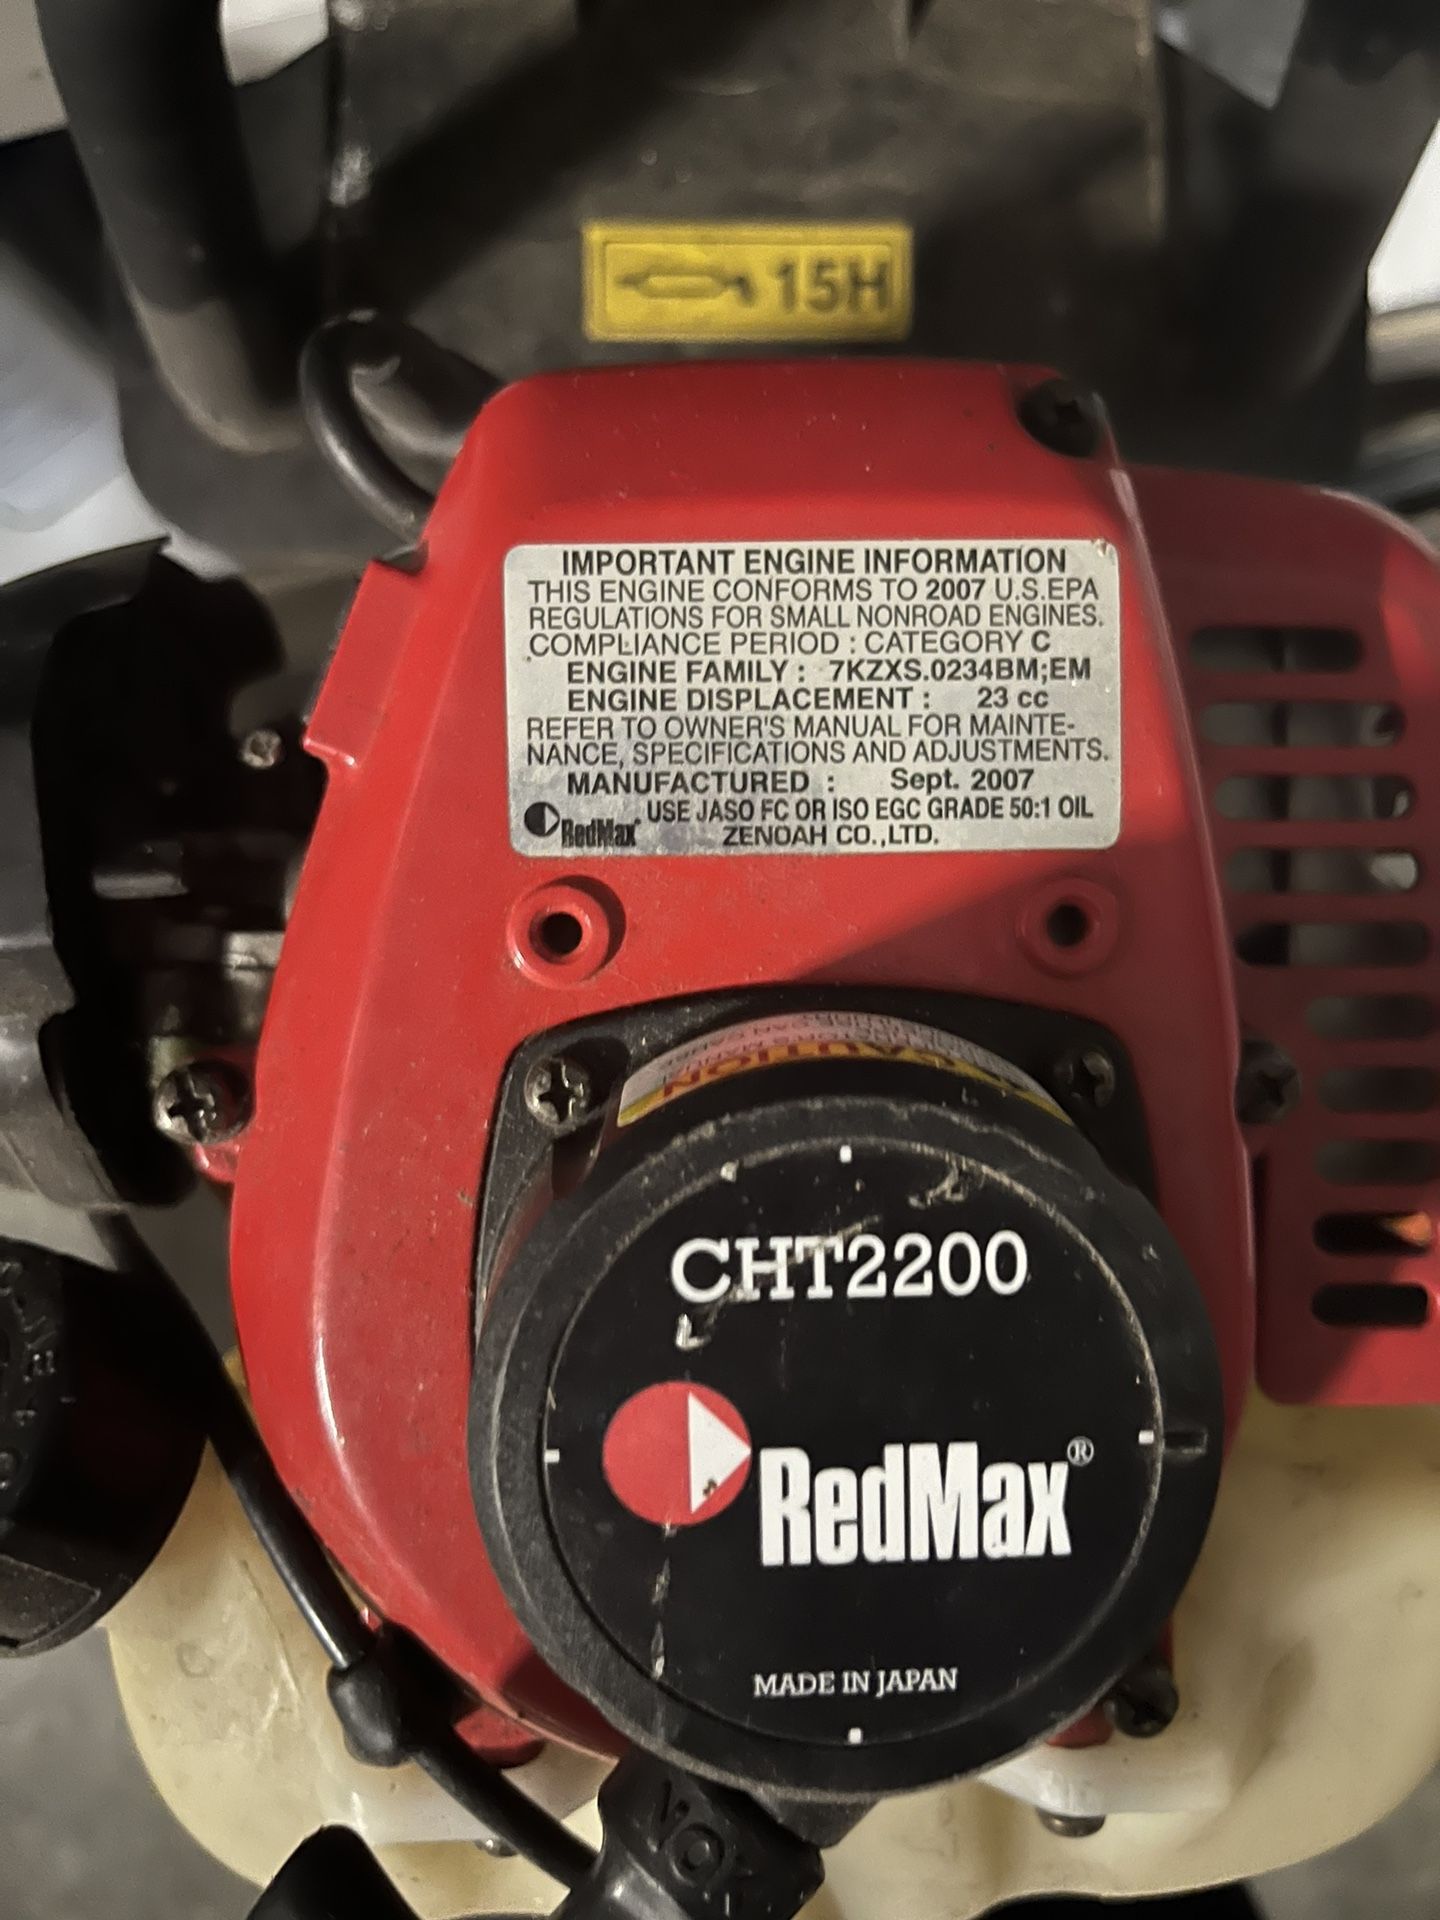 15H
IMPORTANT ENGINE INFORMATION
THIS ENGINE CONFORMS TO 2007 U.S.EPA
REGULATIONS FOR SMALL NONROAD ENGINES.
COMPLIANCE PERIOD : CATEGORY C
ENGINE FAMILY : 7KZXS.0234BM;EM
ENGINE DISPLACEMENT : 23 cc
REFER TO OWNER'S MANUAL FOR MAINTE-
NANCE, SPECIFICATIONS AND ADJUSTMENTS.
MANUFACTURED : Sept. 2007
RedMax USE JASO FC OR ISO EGC GRADE 50:1 OIL
ZENOAH CO.,LTD.
CAUTION
CHT2200
RedMax®
MADE IN JAPAN